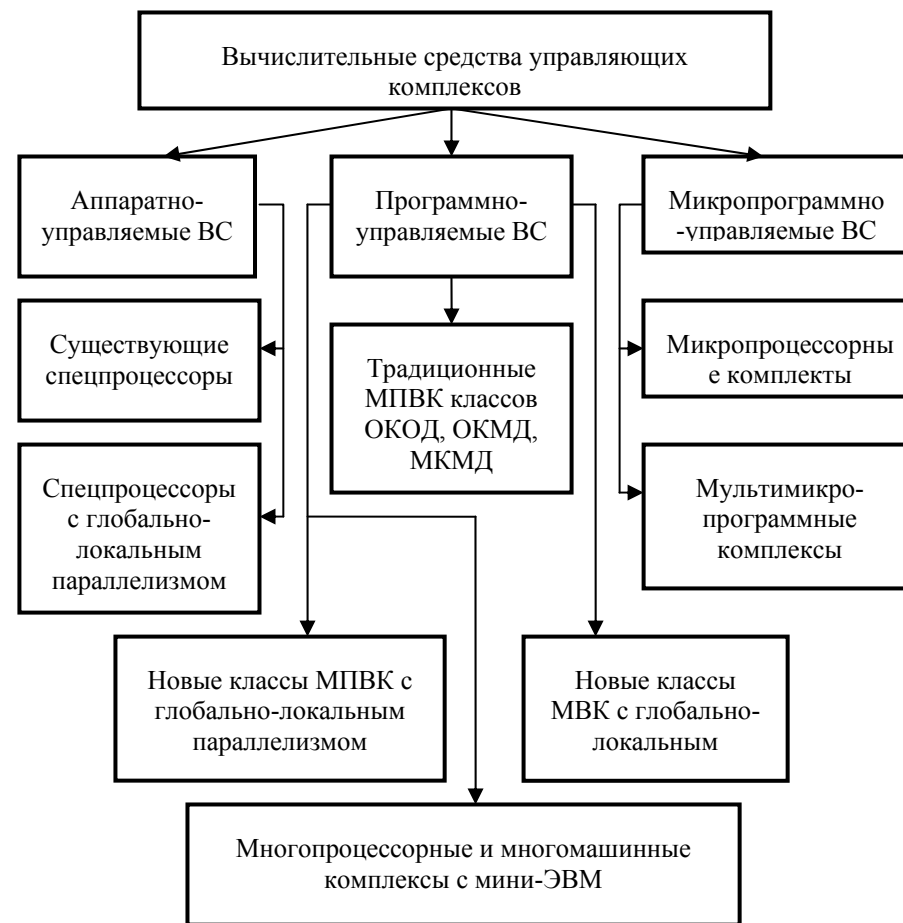 Вычислительные средства управляющих
комплексов
Аппаратно-
управляемые ВС
Программно-
управляемые ВС
Микропрограммно
-управляемые ВС
Существующие
спецпроцессоры
Традиционные
МПВК классов
ОКОД, ОКМД,
МКМД
Микропроцессорны
е комплекты
Спецпроцессоры
с глобально-
локальным
параллелизмом
Мультимикро-
программные
комплексы
Новые классы МПВК с
глобально-локальным
параллелизмом
Новые классы
МВК с глобально-
локальным
Многопроцессорные и многомашинные
комплексы с мини-ЭВМ